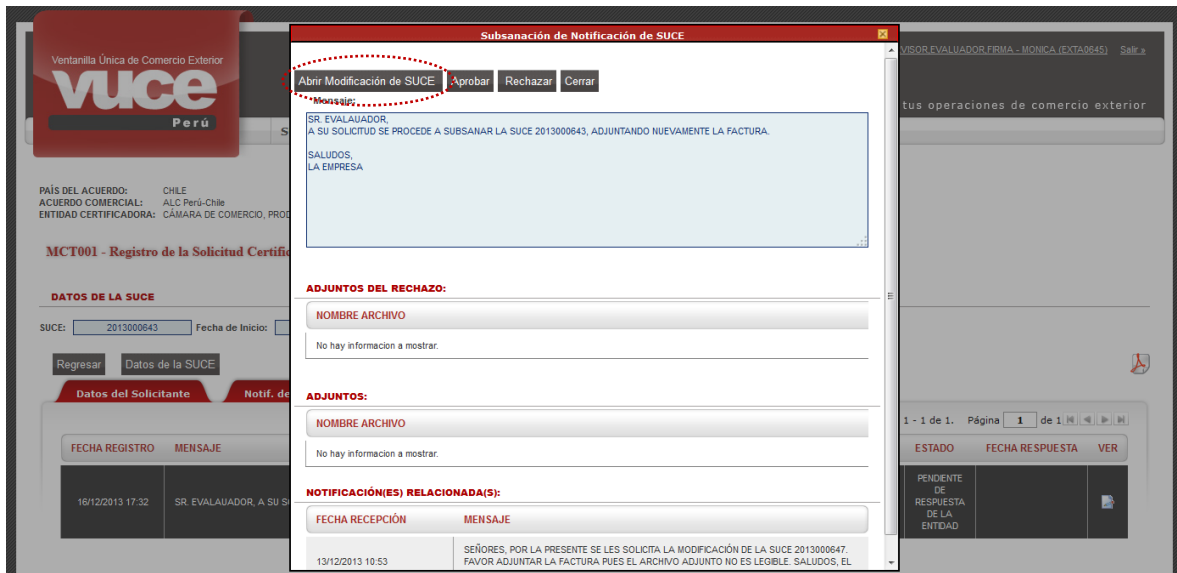 Subsanación de Notificación de SUCE
Ventanilla Única de Comercio Exterior
vuce
Perú
VISOR.EVALUADOR.FIRMA - MONICA (EXTA0645) Salir »
tus operaciones de comercio exterior
S
Abrir Modificación de SUCE Aprobar Rechazar Cerrar
Mensaje:
SR. EVALAUADOR,
A SU SOLICITUD SE PROCEDE A SUBSANAR LA SUCE 2013000643, ADJUNTANDO NUEVAMENTE LA FACTURA.
SALUDOS,
LA EMPRESA
PAÍS DEL ACUERDO: CHILE
ACUERDO COMERCIAL: ALC Perú-Chile
ENTIDAD CERTIFICADORA: CÁMARA DE COMERCIO, PROD
MCT001 - Registro de la Solicitud Certific
DATOS DE LA SUCE
SUCE: 2013000643 Fecha de Inicio:
Regresar Datos de la SUCE
Datos del Solicitante Notif. de
ADJUNTOS DEL RECHAZO:
NOMBRE ARCHIVO
No hay informacion a mostrar.
ADJUNTOS:
NOMBRE ARCHIVO
No hay informacion a mostrar.
1 - 1 de 1. Página 1 de 1
FECHA REGISTRO MENSAJE ESTADO FECHA RESPUESTA VER
16/12/2013 17:32 SR. EVALAUADOR, A SU S
PENDIENTE
DE
RESPUESTA
DE LA
ENTIDAD
NOTIFICACIÓN(ES) RELACIONADA(S):
FECHA RECEPCIÓN MENSAJE
13/12/2013 10:53 SEÑORES, POR LA PRESENTE SE LES SOLICITA LA MODIFICACIÓN DE LA SUCE 2013000647.
FAVOR ADJUNTAR LA FACTURA PUES EL ARCHIVO ADJUNTO NO ES LEGIBLE. SALUDOS, EL